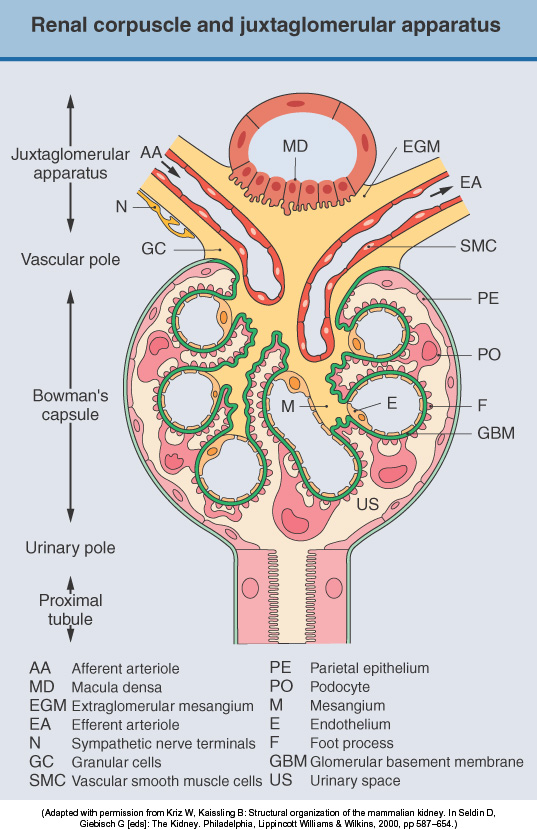 Renal corpuscle and juxtaglomerular apparatus
MD
EGM
AA
Juxtaglomerular
apparatus
EA
N
GC
SMC
Vascular pole
PE
PO
Bowman's
capsule
M
E
F
GBM
US
Urinary pole
Proximal
tubule
AA Afferent arteriole
MD Macula densa
EGM Extraglomerular mesangium
EA Efferent arteriole
N Sympathetic nerve terminals
GC Granular cells
SMC Vascular smooth muscle cells
PE Parietal epithelium
PO Podocyte
M Mesangium
E Endothelium
F Foot process
GBM Glomerular basement membrane
US Urinary space
(Adapted with permission from Kriz W, Kaissling B: Structural organization of the mammalian kidney. In Seldin D,
Giebisch G [eds]: The Kidney. Philadelphia, Lippincott Williams & Wilkins, 2000, pp 587–654.)